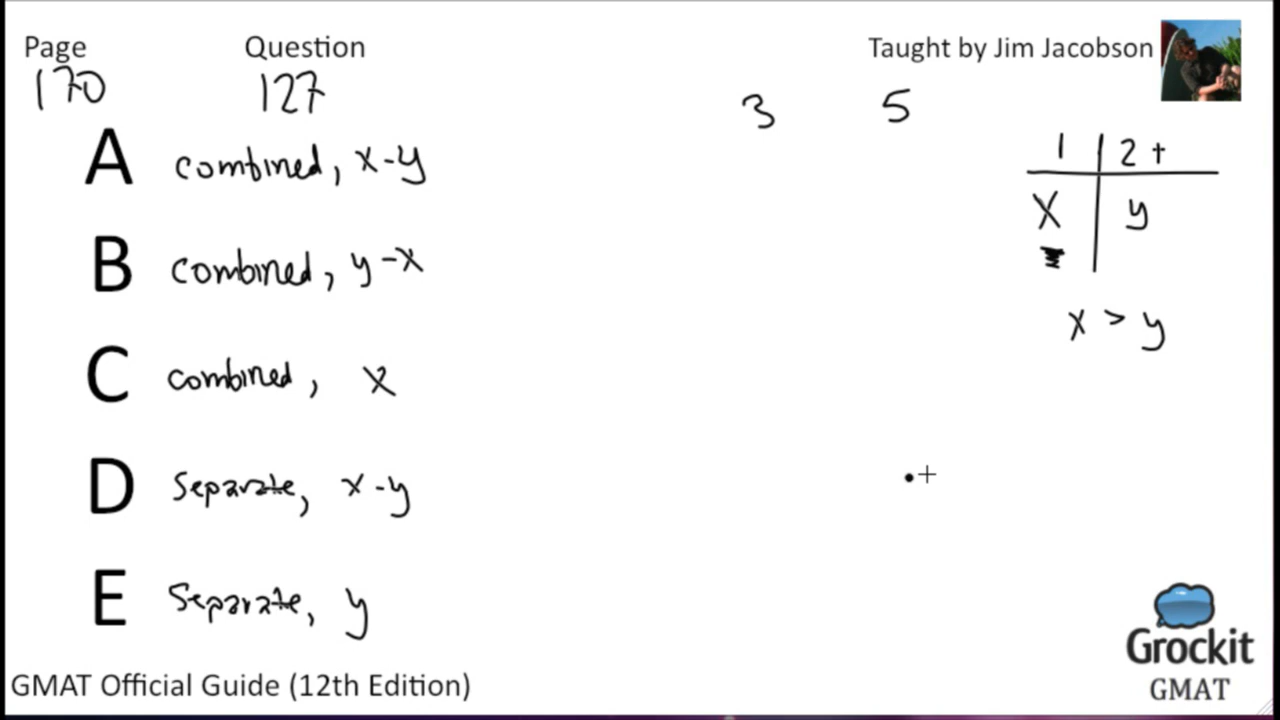 Page Question Taught by Jim Jacobson
170 127
3 5
1 2+
X y
x > y
A combined, x-y
B combined, y-x
C combined, x
D Separate, x-y
E Separate, y
Grockit
GMAT
GMAT Official Guide (12th Edition)